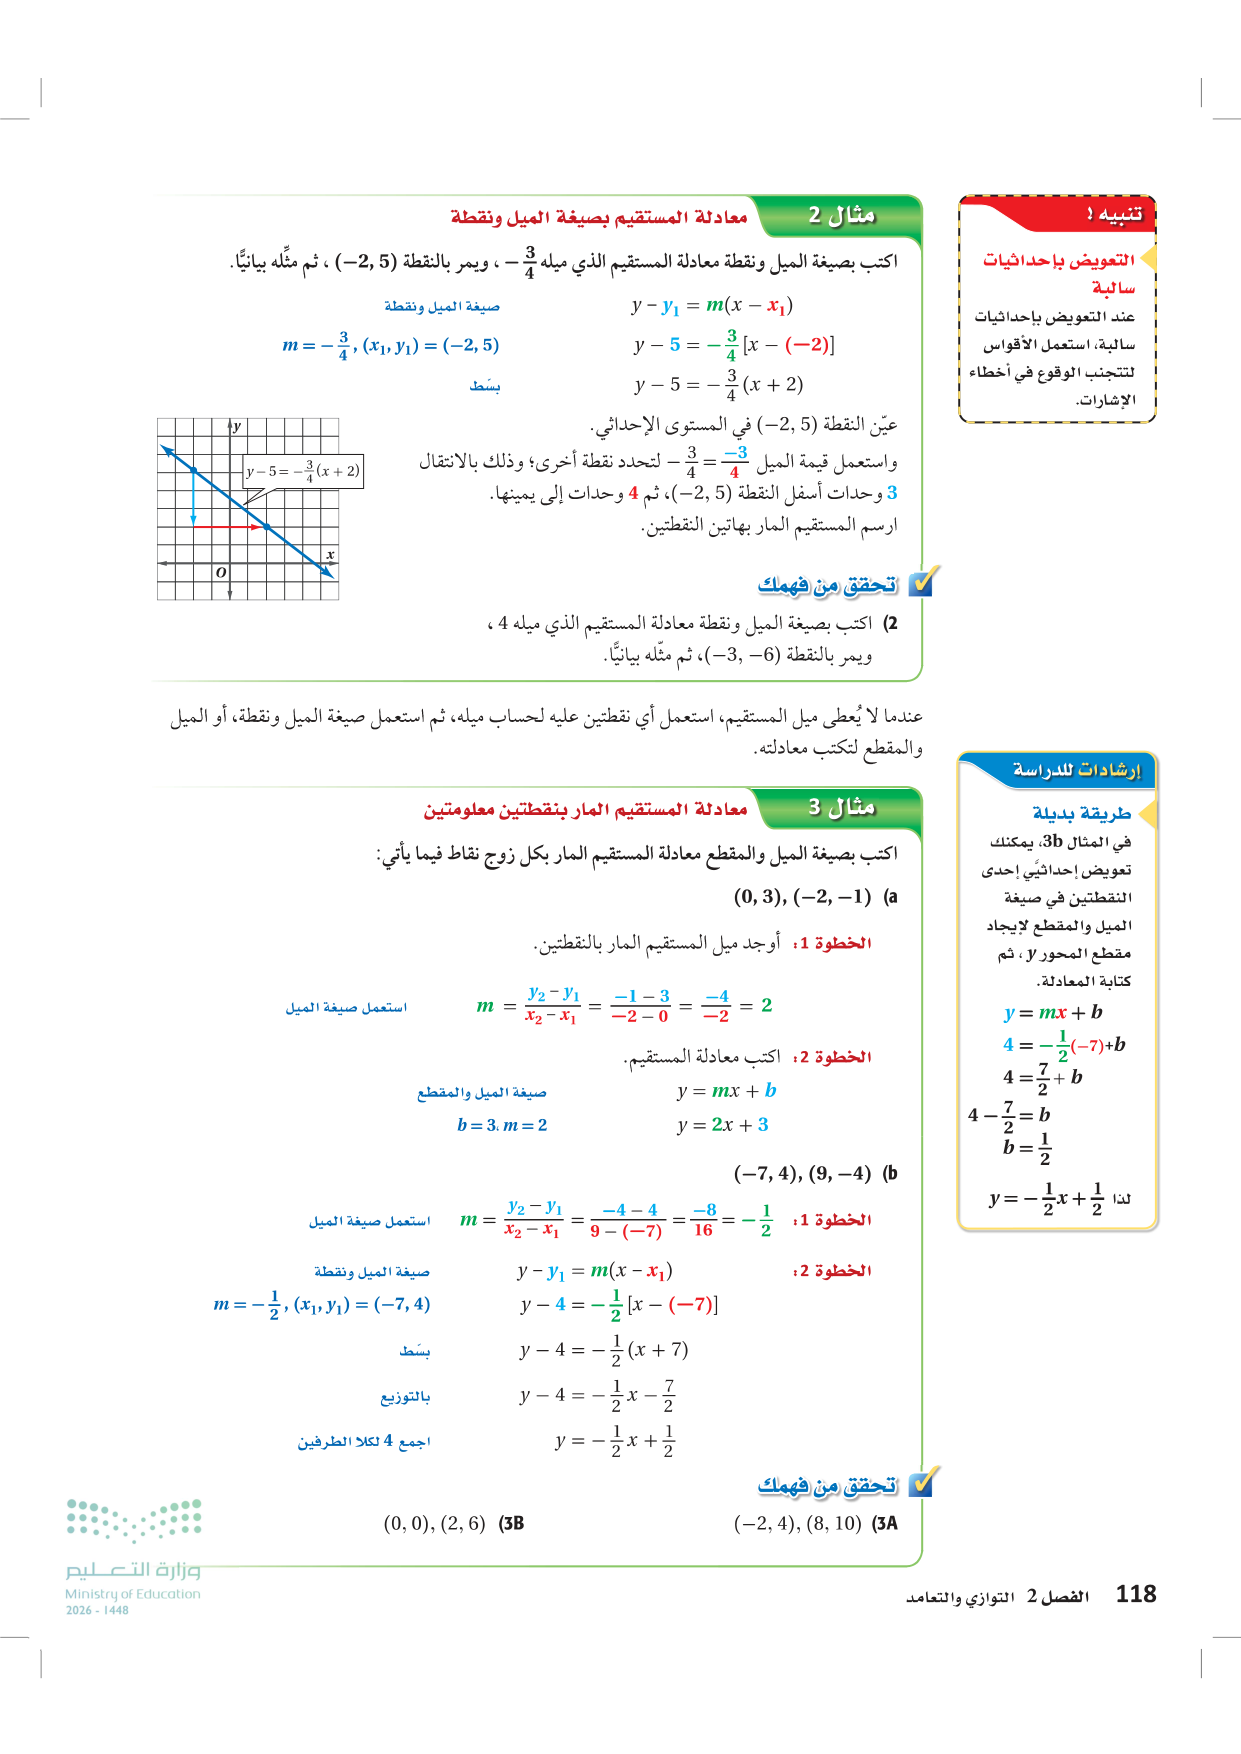 مثال 2 معادلة المستقيم بصيغة الميل ونقطة
اكتب بصيغة الميل ونقطة معادلة المستقيم الذي ميله −3/4 ، ويمر بالنقطة (−2, 5) ، ثم مثِّله بيانيًّا.
y − y₁ = m(x − x₁) صيغة الميل ونقطة
y − 5 = −3/4 [x − (−2)] m = −3/4 , (x₁, y₁) = (−2, 5)
y − 5 = −3/4 (x + 2) بسّط
عيّن النقطة (−2, 5) في المستوى الإحداثي.
واستعمل قيمة الميل −3/4 = −3/4 لتحدد نقطة أخرى؛ وذلك بالانتقال
3 وحدات أسفل النقطة (−2, 5)، ثم 4 وحدات إلى يمينها.
ارسم المستقيم المار بهاتين النقطتين.
y
y − 5 = −3/4 (x + 2)
x
O
تحقق من فهمك
2) اكتب بصيغة الميل ونقطة معادلة المستقيم الذي ميله 4 ،
ويمر بالنقطة (−3, −6)، ثم مثّله بيانيًّا.
تنبيه !
التعويض بإحداثيات
سالبة
عند التعويض بإحداثيات
سالبة، استعمل الأقواس
لتتجنب الوقوع في أخطاء
الإشارات.
عندما لا يُعطى ميل المستقيم، استعمل أي نقطتين عليه لحساب ميله، ثم استعمل صيغة الميل ونقطة، أو الميل
والمقطع لتكتب معادلته.
مثال 3 معادلة المستقيم المار بنقطتين معلومتين
اكتب بصيغة الميل والمقطع معادلة المستقيم المار بكل زوج نقاط فيما يأتي:
(a (0, 3), (−2, −1)
الخطوة 1: أوجد ميل المستقيم المار بالنقطتين.
m = (y₂ − y₁)/(x₂ − x₁) = (−1 − 3)/(−2 − 0) = −4/−2 = 2 استعمل صيغة الميل
الخطوة 2: اكتب معادلة المستقيم.
y = mx + b صيغة الميل والمقطع
y = 2x + 3 b = 3، m = 2
(b (−7, 4), (9, −4)
الخطوة 1: m = (y₂ − y₁)/(x₂ − x₁) = (−4 − 4)/(9 − (−7)) = −8/16 = −1/2 استعمل صيغة الميل
الخطوة 2: y − y₁ = m(x − x₁) صيغة الميل ونقطة
y − 4 = −1/2 [x − (−7)] m = −1/2 , (x₁, y₁) = (−7, 4)
y − 4 = −1/2 (x + 7) بسّط
y − 4 = −1/2 x − 7/2 بالتوزيع
y = −1/2 x + 1/2 اجمع 4 لكلا الطرفين
تحقق من فهمك
(3A (−2, 4), (8, 10) (3B (0, 0), (2, 6)
إرشادات للدراسة
طريقة بديلة
في المثال 3b، يمكنك
تعويض إحداثيَّي إحدى
النقطتين في صيغة
الميل والمقطع لإيجاد
مقطع المحور y ، ثم
كتابة المعادلة.
y = mx + b
4 = −1/2(−7)+b
4 = 7/2 + b
4 − 7/2 = b
b = 1/2
لذا y = −1/2 x + 1/2
وزارة التعليم
Ministry of Education
2026 - 1448
118 الفصل 2 التوازي والتعامد